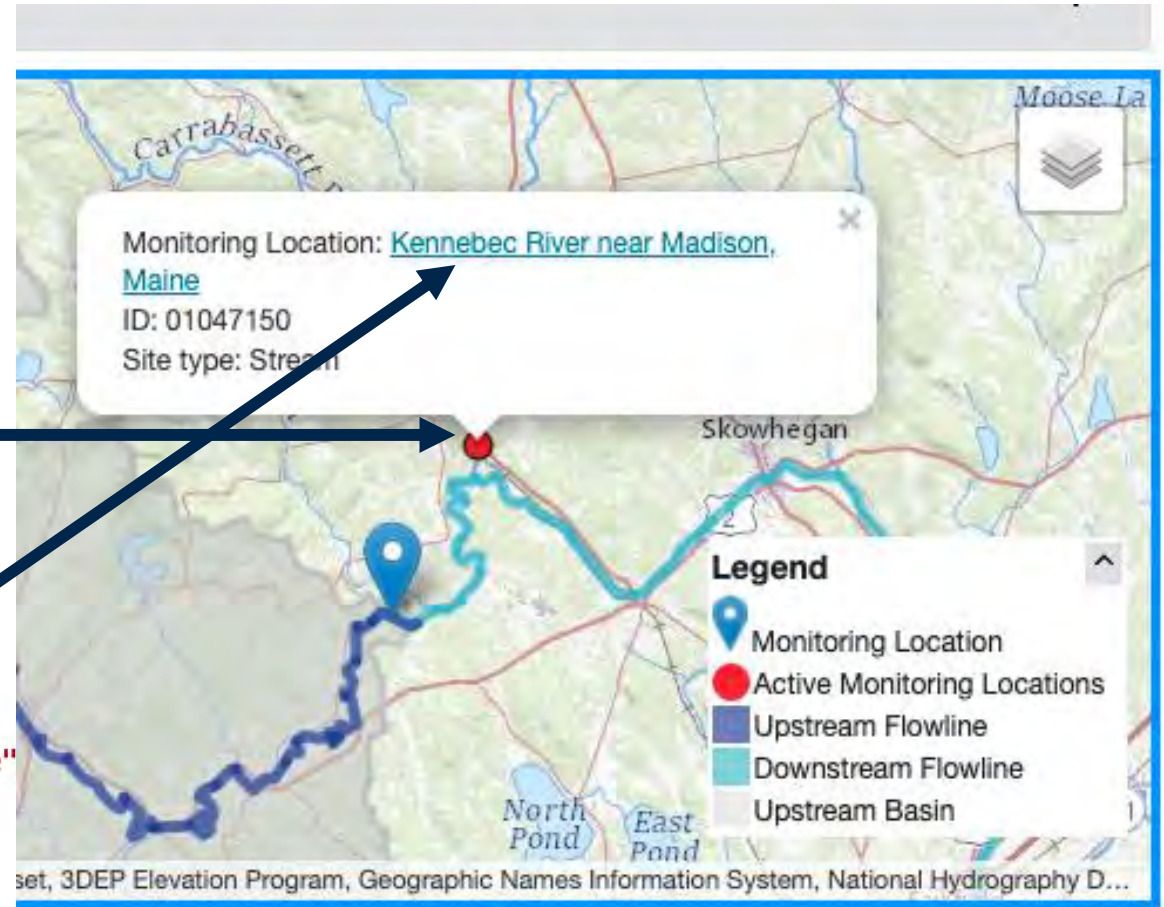 Moose La
Carrabassett
Monitoring Location: Kennebec River near Madison,
Maine
ID: 01047150
Site type: Stream
Skowhegan
2
Legend
Monitoring Location
Active Monitoring Locations
Upstream Flowline
Downstream Flowline
Upstream Basin
"
North
Pond
East
Pond
set, 3DEP Elevation Program, Geographic Names Information System, National Hydrography D...